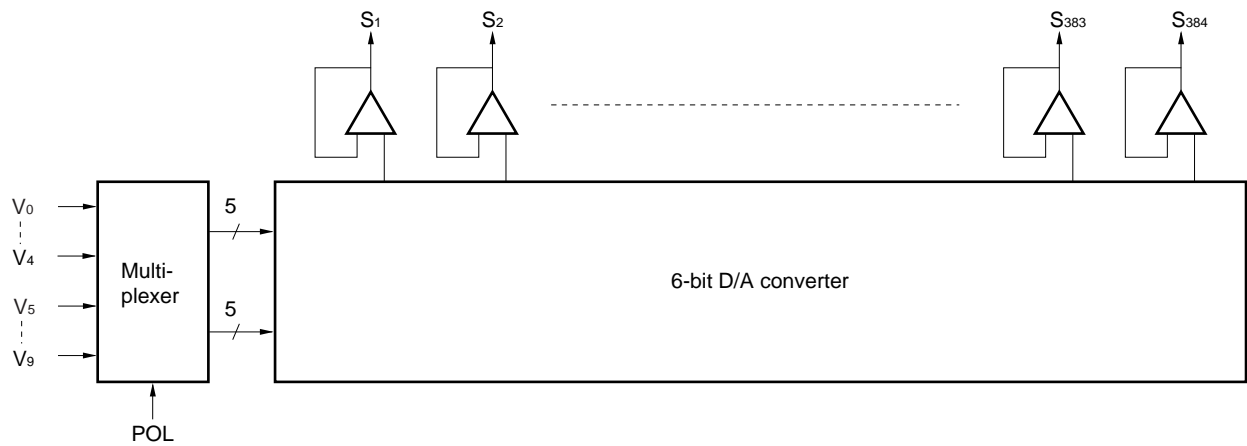 S1
S2
S383
S384
V0
V4
V5
V9
Multi-
plexer
5
5
6-bit D/A converter
POL